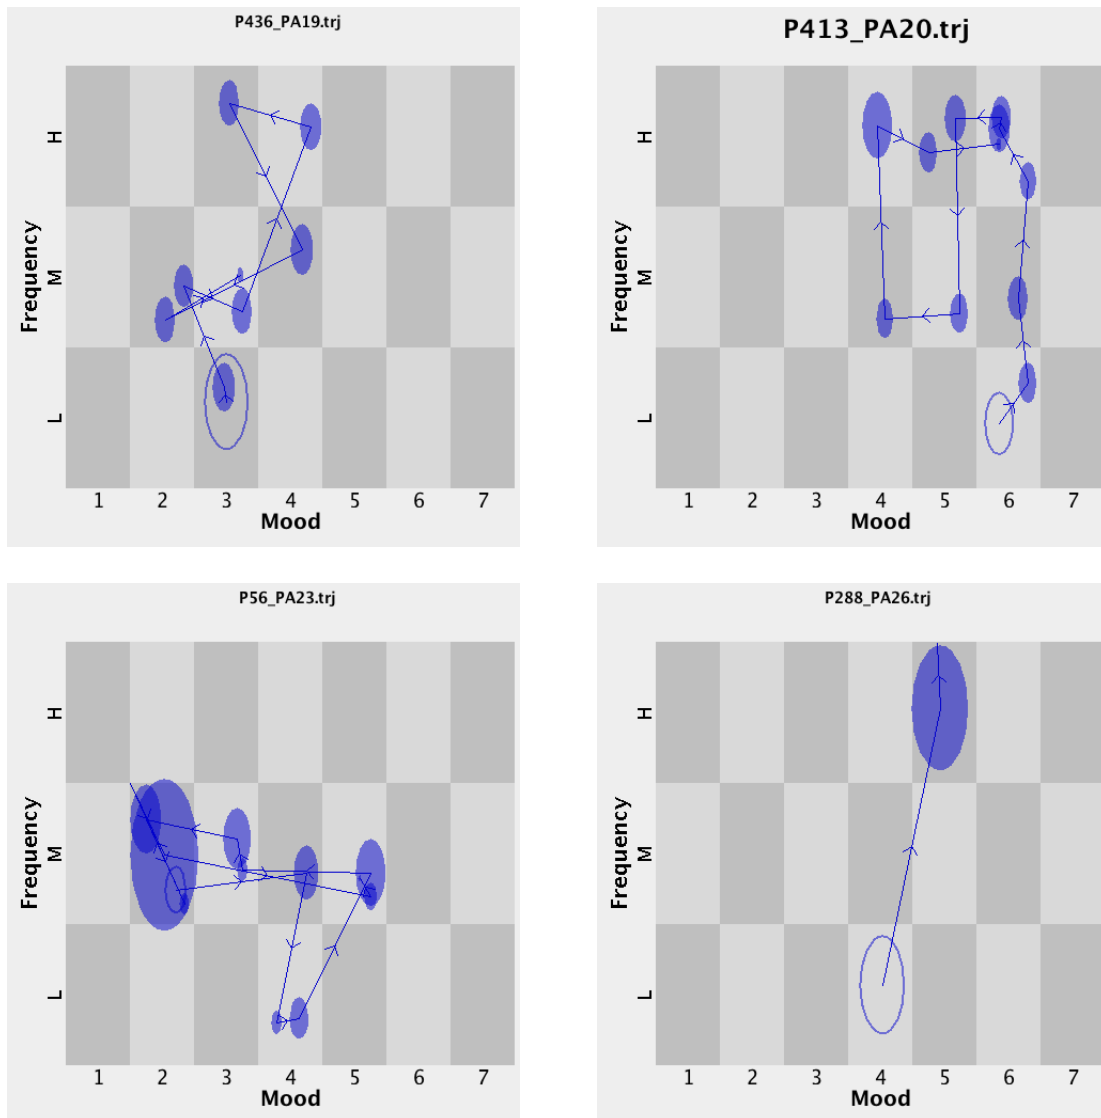 P436_PA19.trj
Frequency
H
M
L
1 2 3 4 5 6 7
Mood
P413_PA20.trj
Frequency
H
M
L
1 2 3 4 5 6 7
Mood
P56_PA23.trj
Frequency
H
M
L
1 2 3 4 5 6 7
Mood
P288_PA26.trj
Frequency
H
M
L
1 2 3 4 5 6 7
Mood